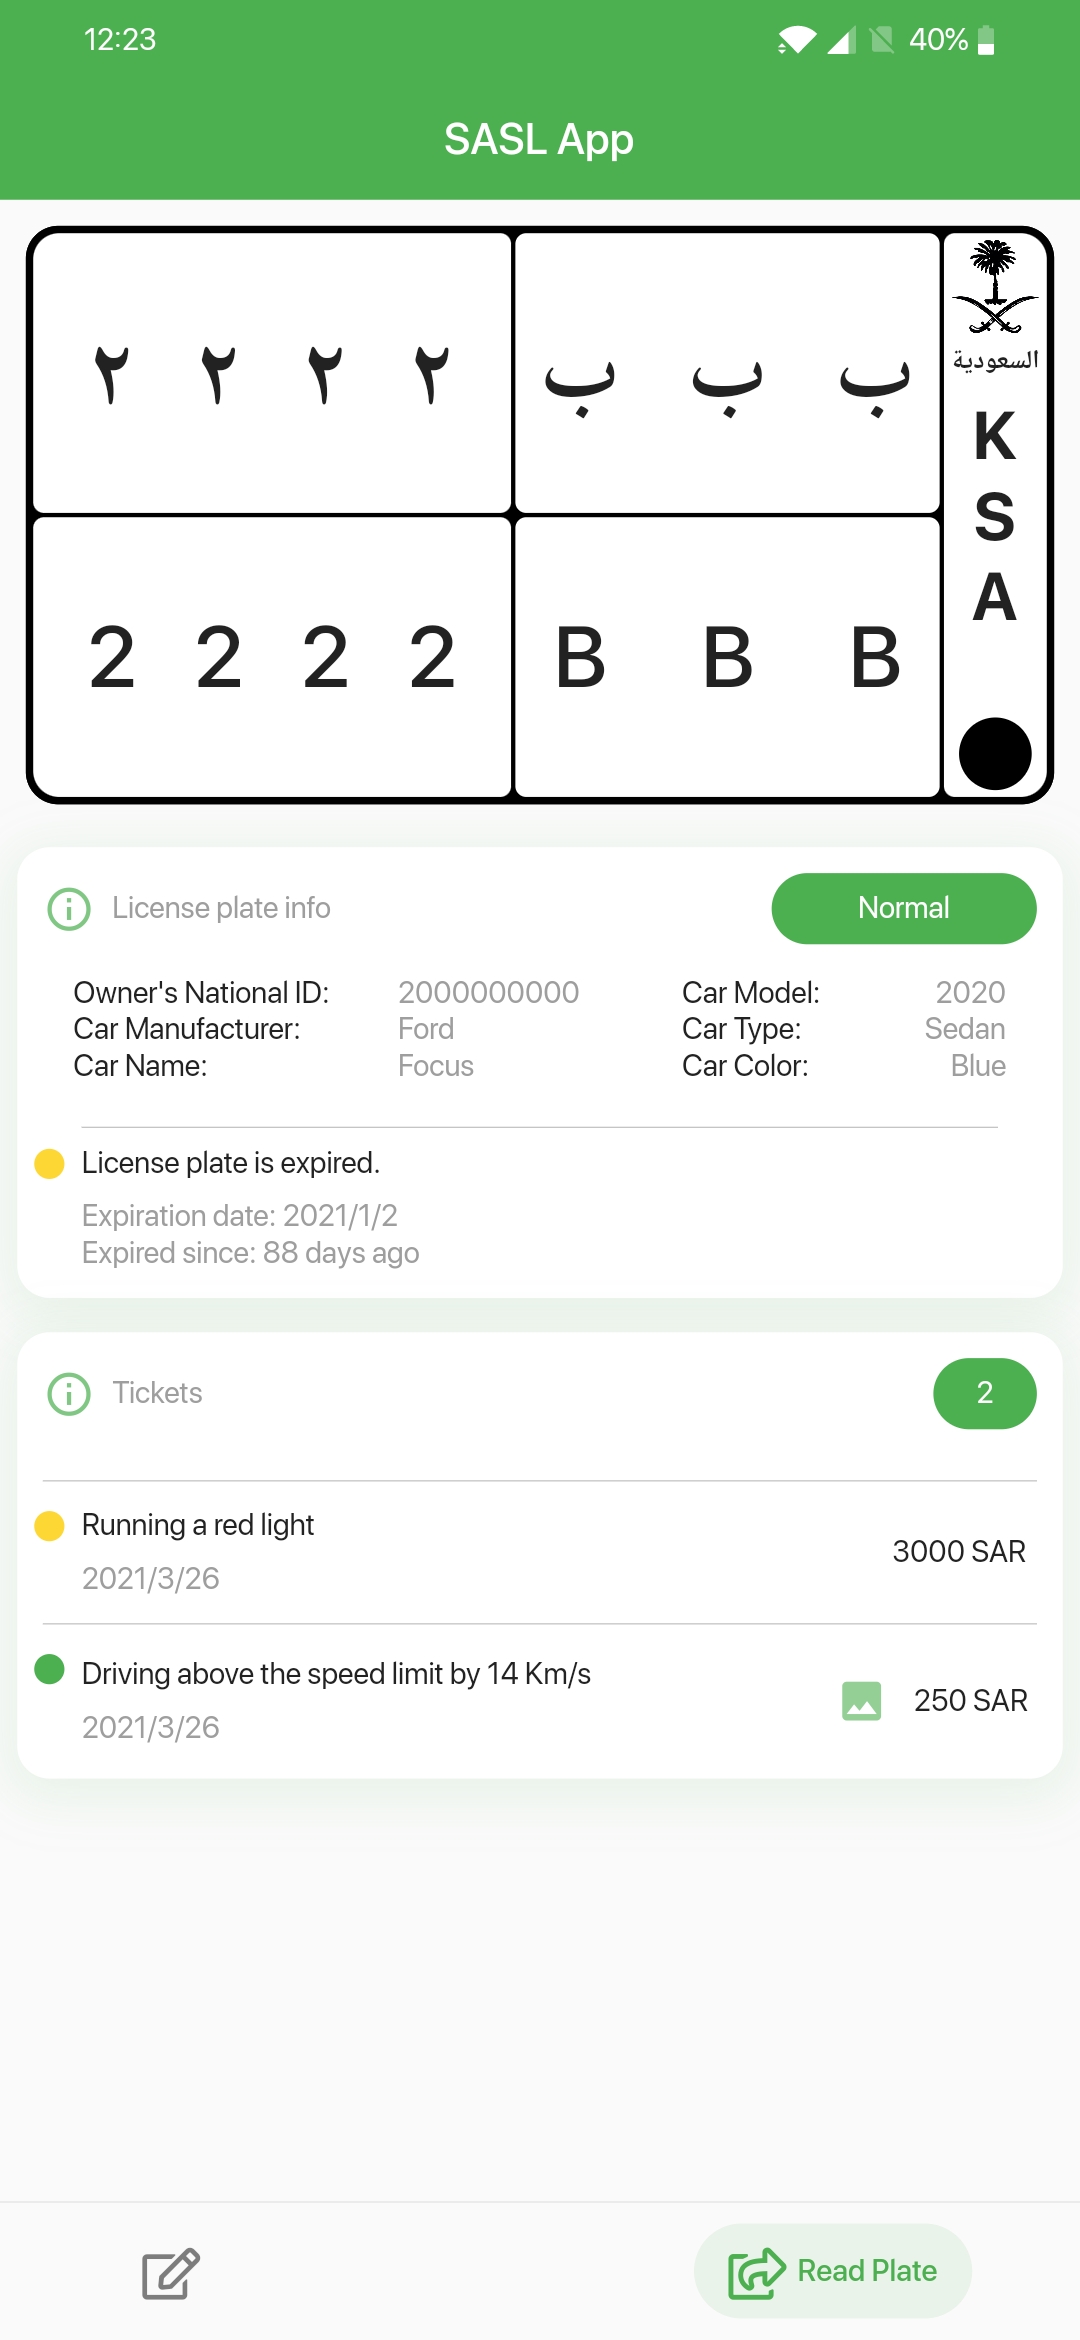 12:23
40%
SASL App
٢ ٢ ٢ ٢
ب ب ب
السعودية
K
S
A
2 2 2 2
B B B
License plate info
Normal
Owner's National ID: 2000000000
Car Model: 2020
Car Manufacturer: Ford
Car Type: Sedan
Car Name: Focus
Car Color: Blue
License plate is expired.
Expiration date: 2021/1/2
Expired since: 88 days ago
Tickets
2
Running a red light
3000 SAR
2021/3/26
Driving above the speed limit by 14 Km/s
250 SAR
2021/3/26
Read Plate